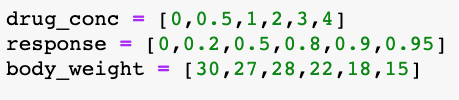 drug_conc = [0,0.5,1,2,3,4]
response = [0,0.2,0.5,0.8,0.9,0.95]
body_weight = [30,27,28,22,18,15]